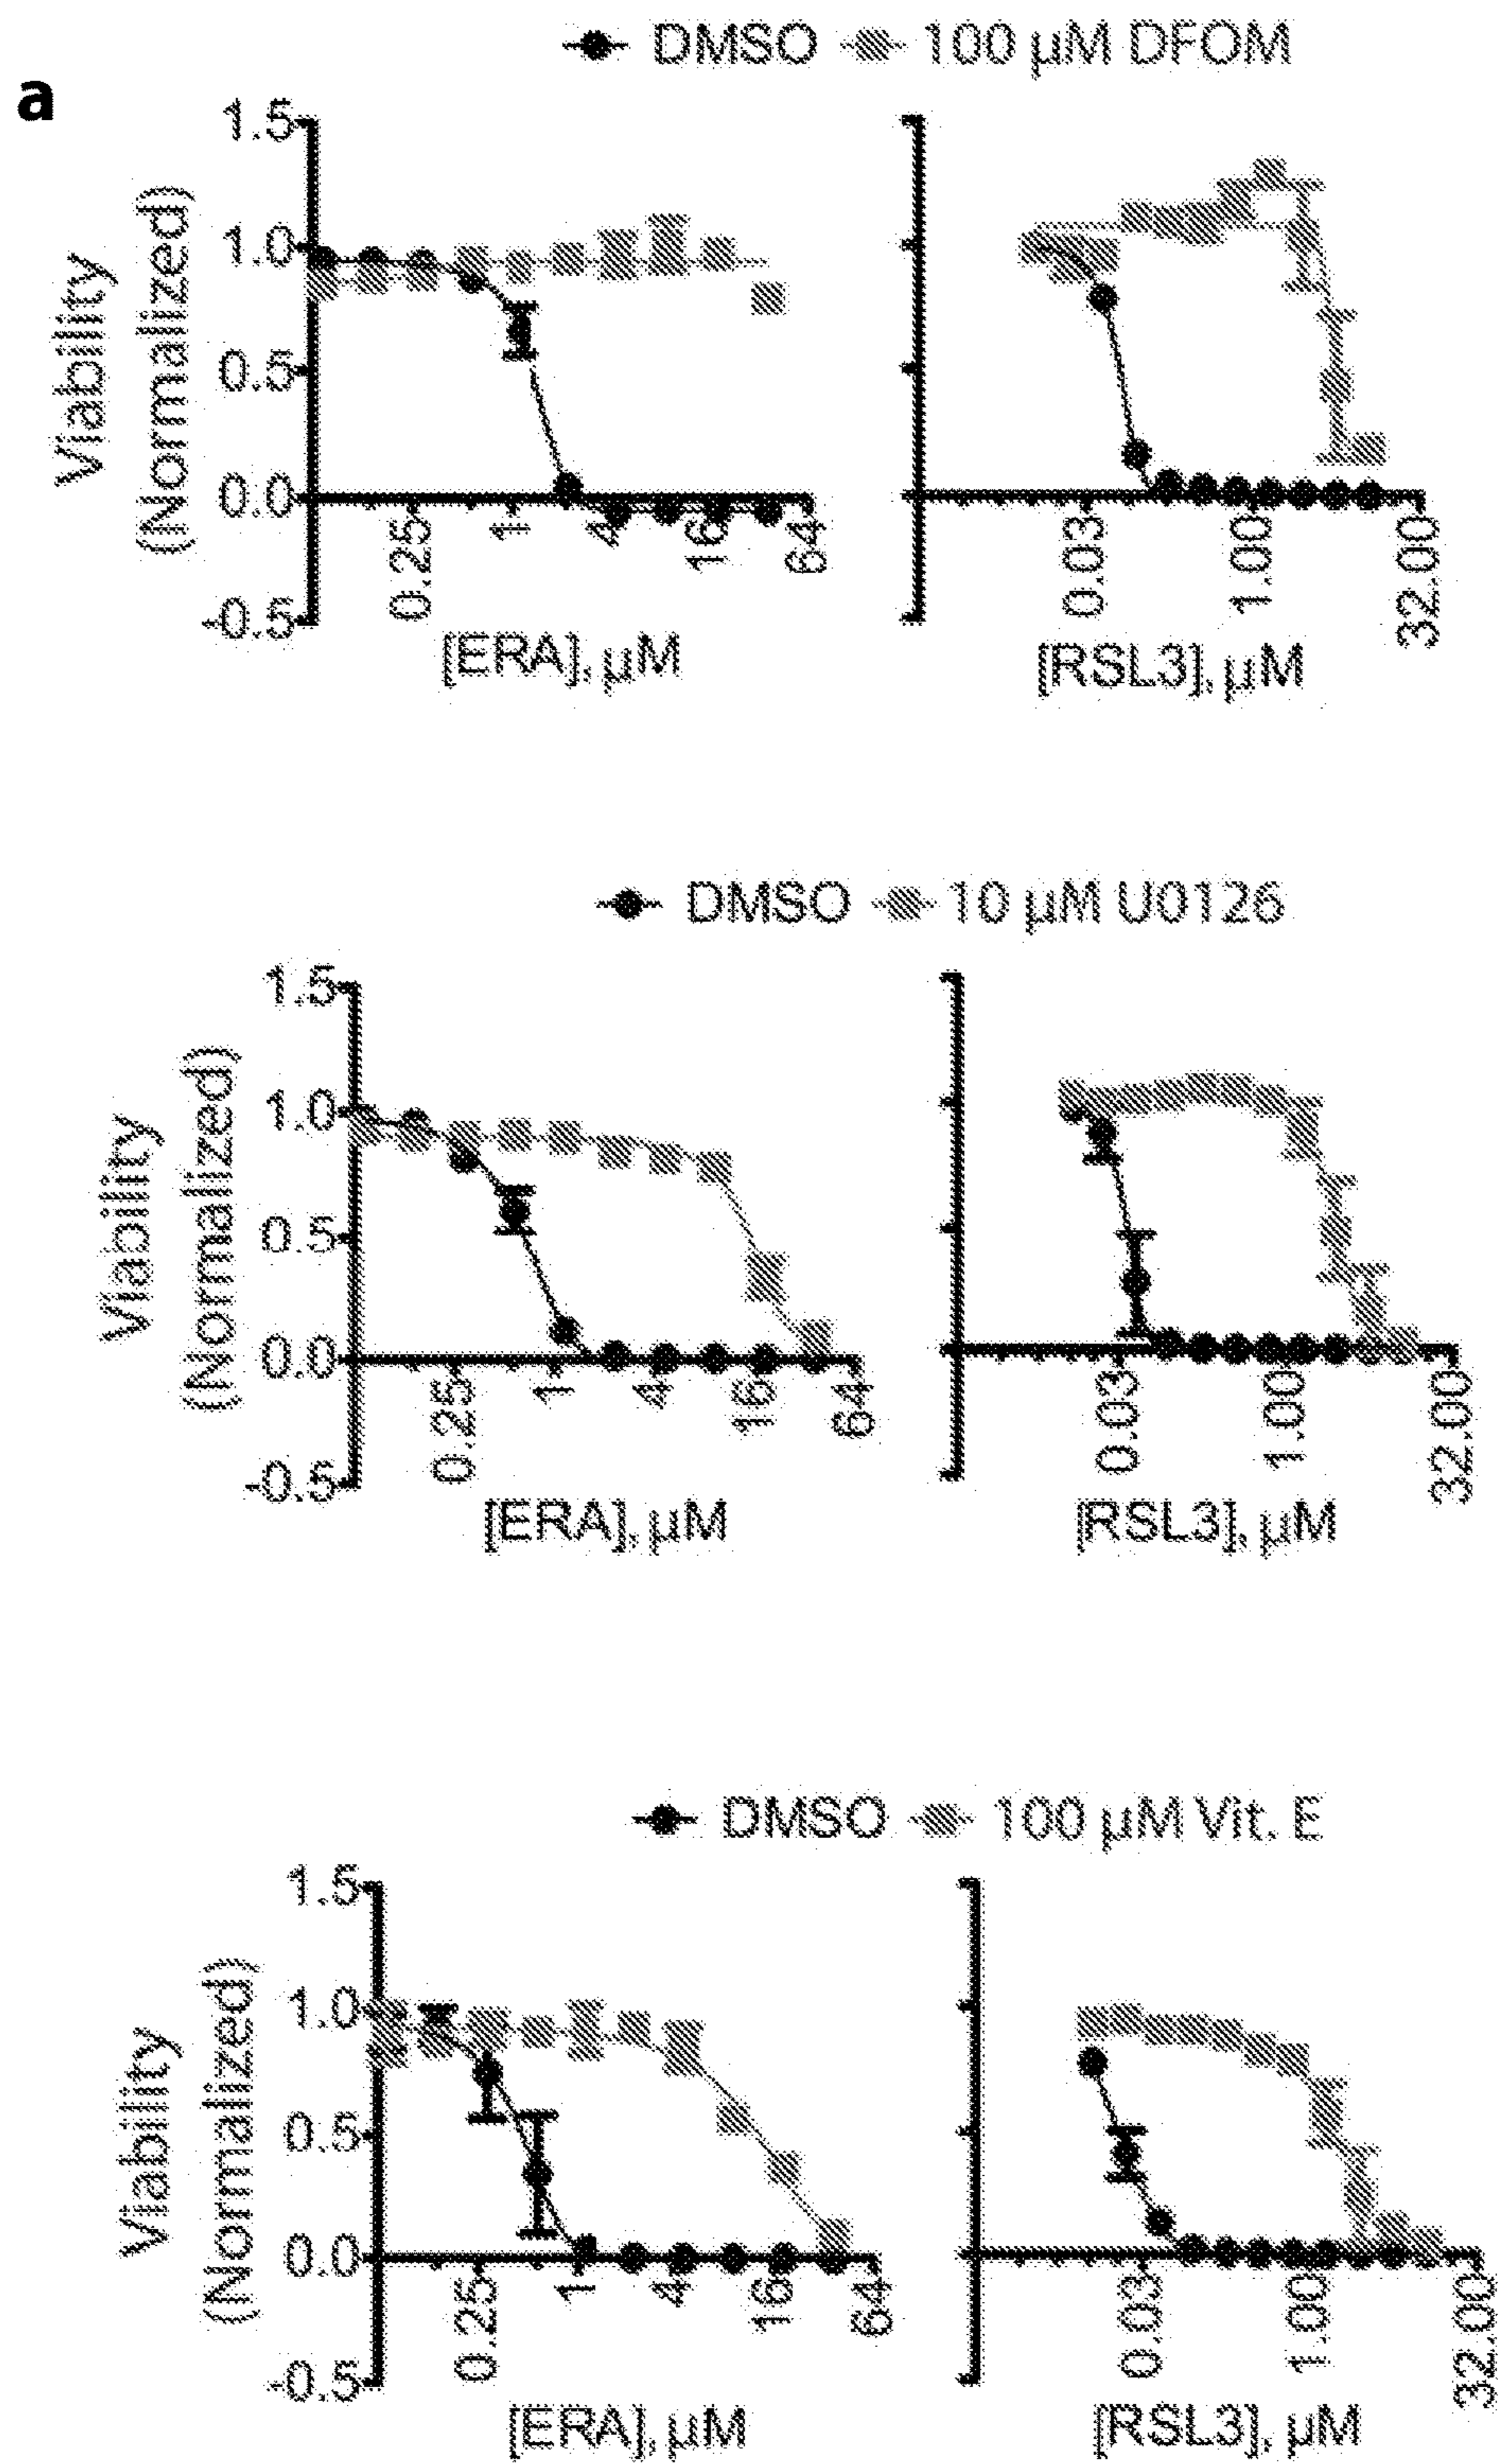 DMSO 100 µM DFOM
a
1.5
1.0
0.5
0.0
-0.5
Viability
(Normalized)
0.25 1 4 16 64
[ERA], µM
0.03 1.00 32.00
[RSL3], µM
DMSO 10 µM U0126
1.5
1.0
0.5
0.0
-0.5
Viability
(Normalized)
0.25 1 4 16 64
[ERA], µM
0.03 1.00 32.00
[RSL3], µM
DMSO 100 µM Vit. E
1.5
1.0
0.5
0.0
-0.5
Viability
(Normalized)
0.25 1 4 16 64
[ERA], µM
0.03 1.00 32.00
[RSL3], µM